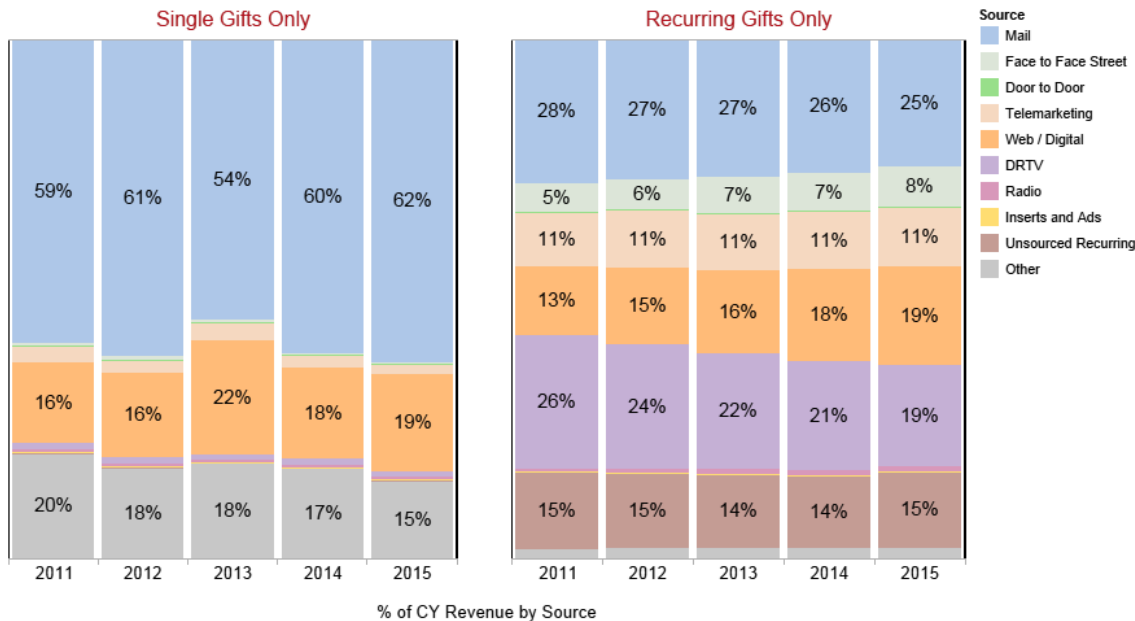 Single Gifts Only
59%
61%
54%
60%
62%
16%
16%
22%
18%
19%
20%
18%
18%
17%
15%
2011 2012 2013 2014 2015
Recurring Gifts Only
28%
27%
27%
26%
25%
5%
6%
7%
7%
8%
11%
11%
11%
11%
11%
13%
15%
16%
18%
19%
26%
24%
22%
21%
19%
15%
15%
14%
14%
15%
2011 2012 2013 2014 2015
Source
Mail
Face to Face Street
Door to Door
Telemarketing
Web / Digital
DRTV
Radio
Inserts and Ads
Unsourced Recurring
Other
% of CY Revenue by Source